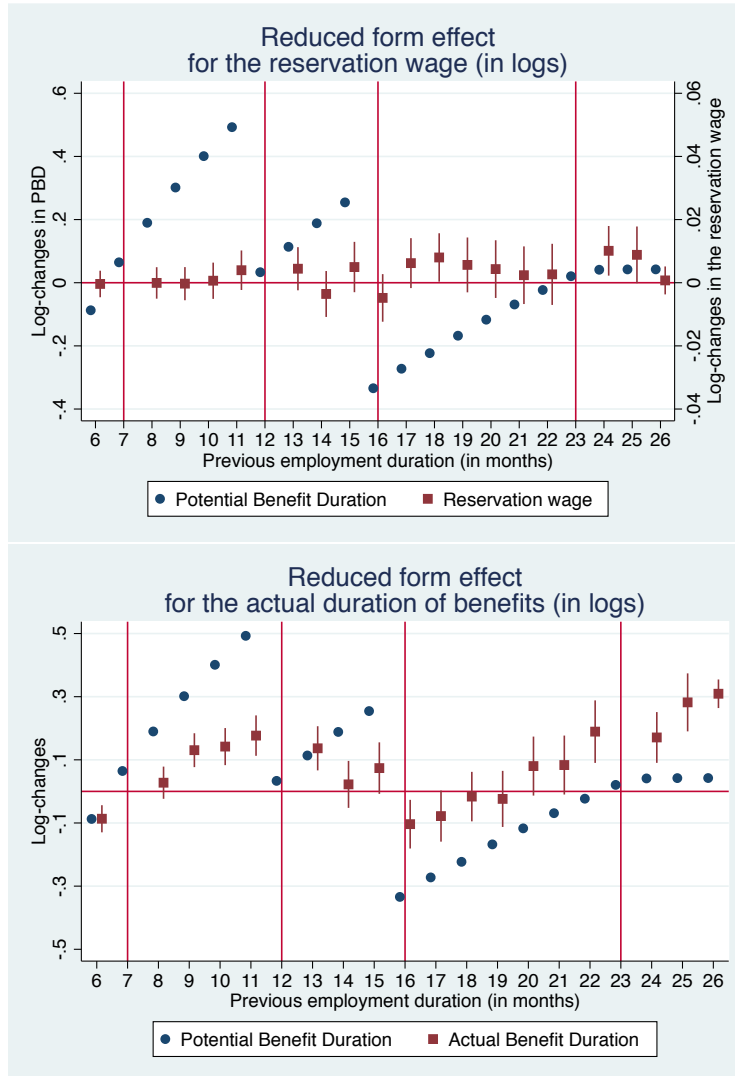 Reduced form effect
for the reservation wage (in logs)
Log-changes in PBD
.6
.4
.2
0
-.2
-.4
Log-changes in the reservation wage
.06
.04
.02
0
-.02
-.04
6 7 8 9 10 11 12 13 14 15 16 17 18 19 20 21 22 23 24 25 26
Previous employment duration (in months)
Potential Benefit Duration Reservation wage
Reduced form effect
for the actual duration of benefits (in logs)
Log-changes
.5
.3
.1
-.1
-.3
-.5
6 7 8 9 10 11 12 13 14 15 16 17 18 19 20 21 22 23 24 25 26
Previous employment duration (in months)
Potential Benefit Duration Actual Benefit Duration